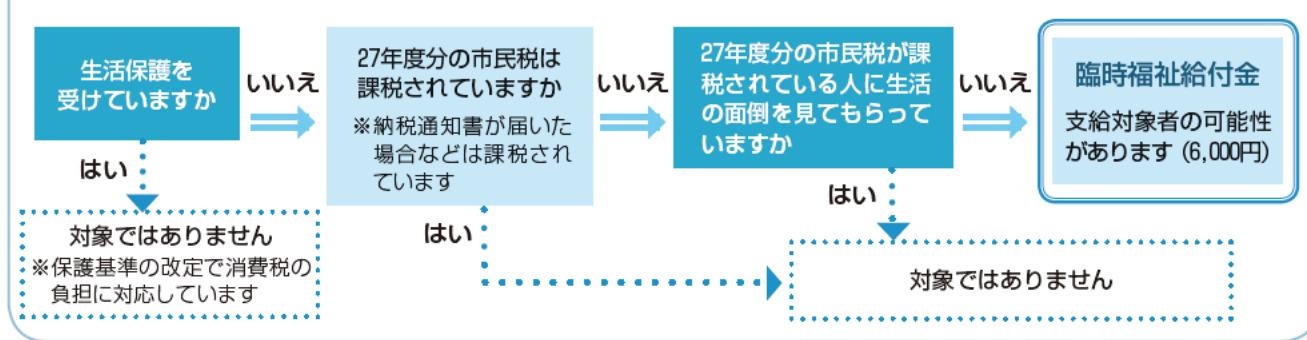 生活保護を
受けていますか
いいえ
27年度分の市民税は
課税されていますか
※納税通知書が届いた
場合などは課税され
ています
いいえ
27年度分の市民税が課
税されている人に生活
の面倒を見てもらって
いますか
いいえ
臨時福祉給付金
支給対象者の可能性
があります(6,000円)
はい
対象ではありません
※保護基準の改定で消費税の
負担に対応しています
はい
はい
対象ではありません